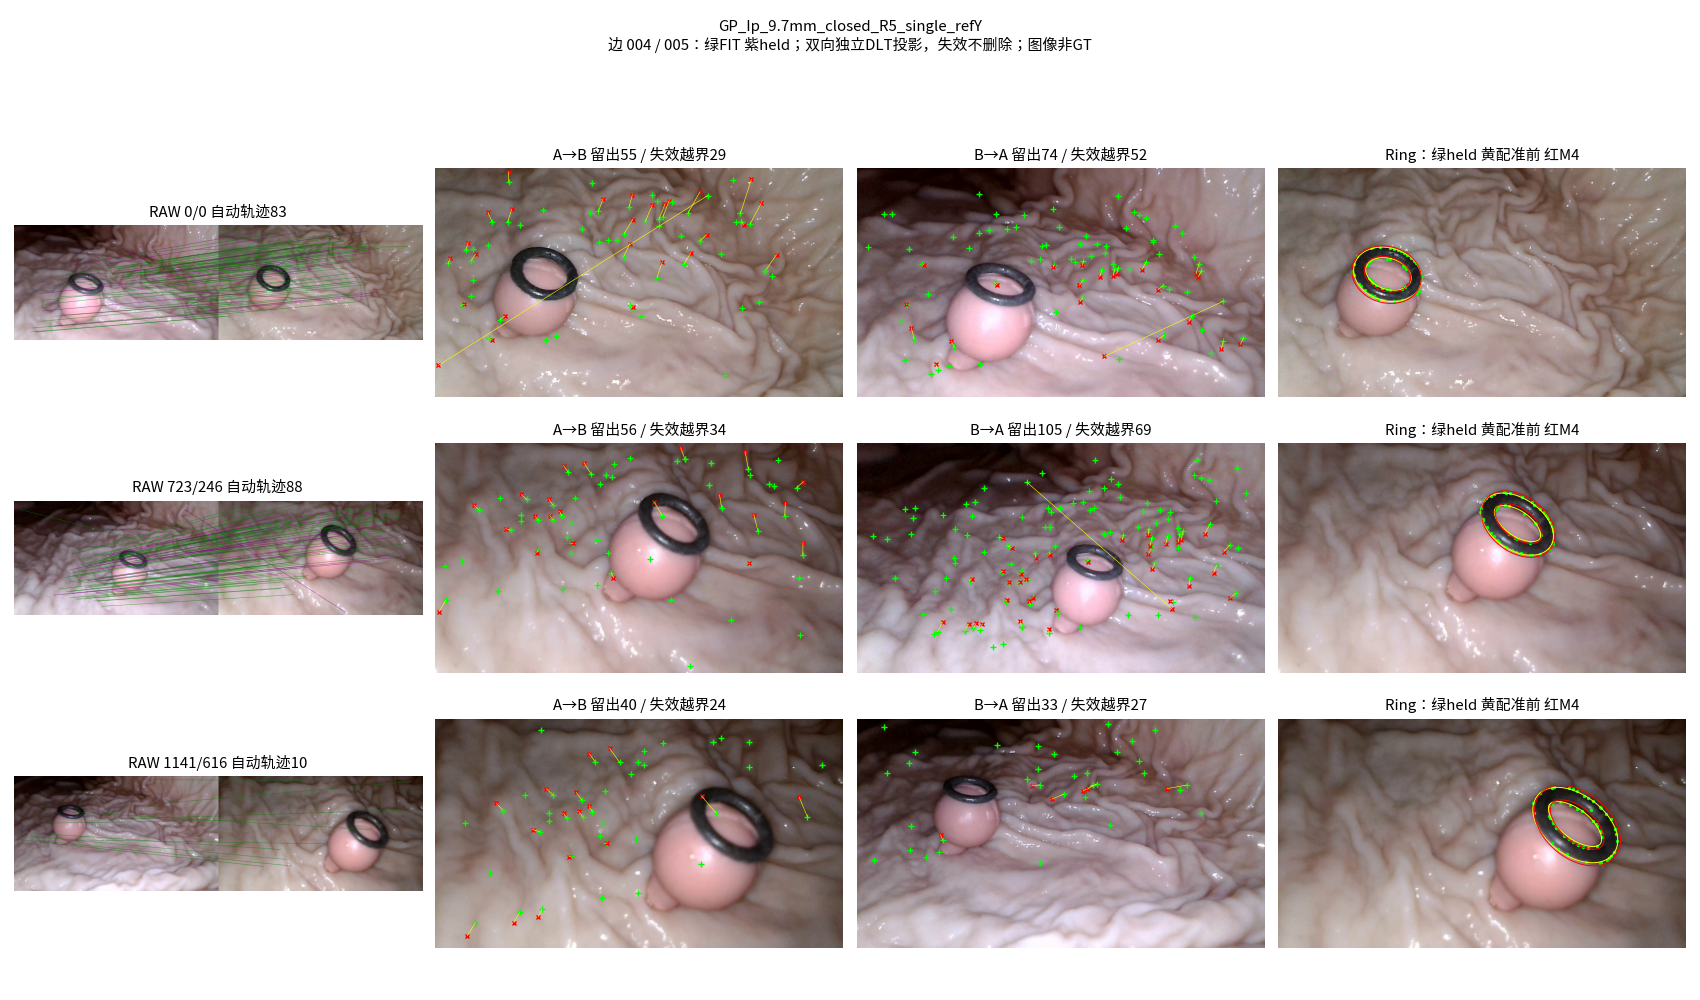 GP_Ip_9.7mm_closed_R5_single_refY
边 004 / 005：绿FIT 紫held；双向独立DLT投影，失效不删除；图像非GT
RAW 0/0 自动轨迹83
A→B 留出55 / 失效越界29
B→A 留出74 / 失效越界52
Ring：绿held 黄配准前 红M4
RAW 723/246 自动轨迹88
A→B 留出56 / 失效越界34
B→A 留出105 / 失效越界69
Ring：绿held 黄配准前 红M4
RAW 1141/616 自动轨迹10
A→B 留出40 / 失效越界24
B→A 留出33 / 失效越界27
Ring：绿held 黄配准前 红M4